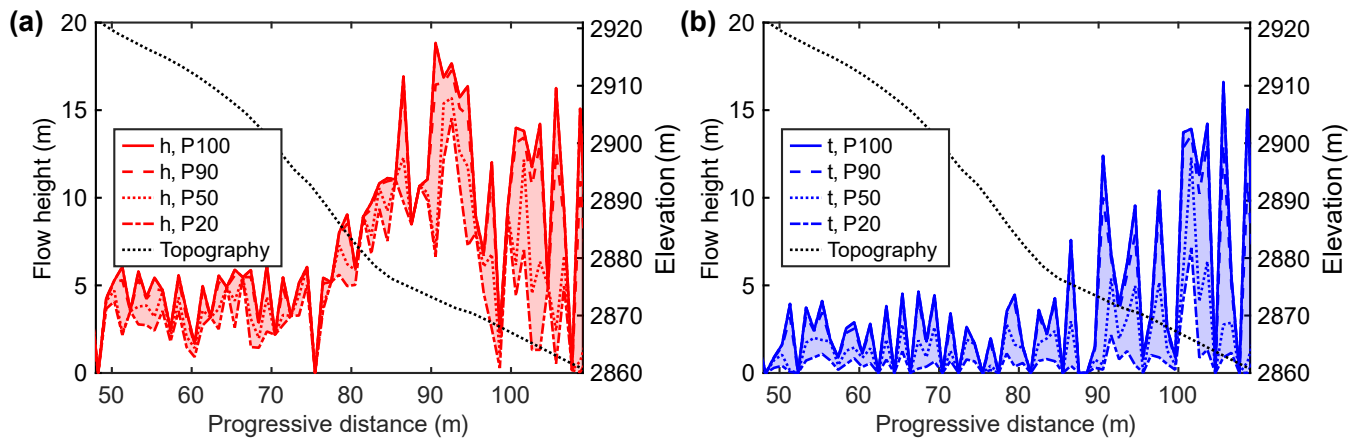 (a)
20
15
10
5
0
Flow height (m)
h, P100
h, P90
h, P50
h, P20
Topography
2920
2910
2900
2890
2880
2870
2860
Elevation (m)
50 60 70 80 90 100
Progressive distance (m)
(b)
20
15
10
5
0
Flow height (m)
t, P100
t, P90
t, P50
t, P20
Topography
2920
2910
2900
2890
2880
2870
2860
Elevation (m)
50 60 70 80 90 100
Progressive distance (m)